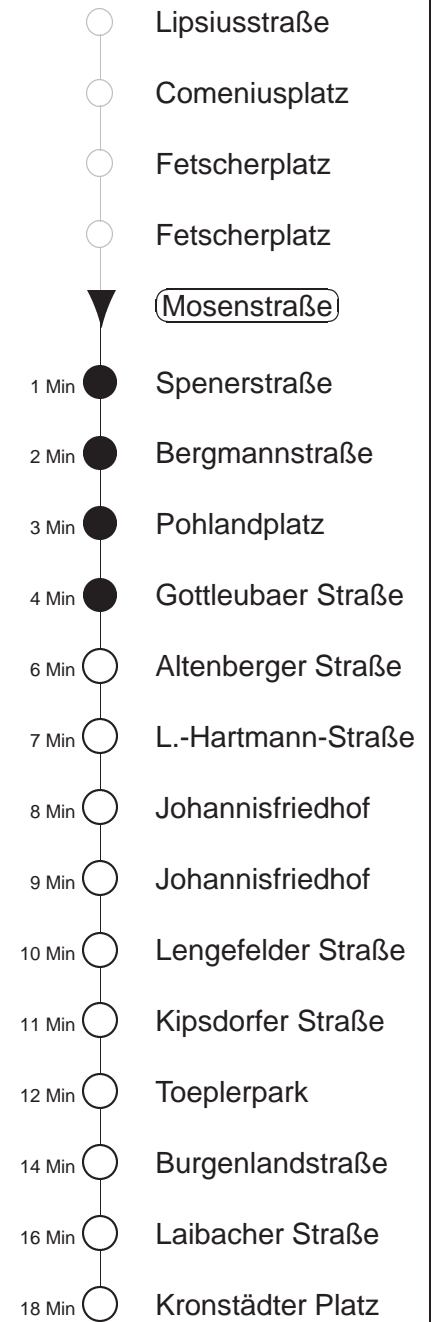 Lipsiusstraße
Comeniusplatz
Fetscherplatz
Fetscherplatz
Mosenstraße
1 Min Spenerstraße
2 Min Bergmannstraße
3 Min Pohlandplatz
4 Min Gottleubaer Straße
6 Min Altenberger Straße
7 Min L.-Hartmann-Straße
8 Min Johannisfriedhof
9 Min Johannisfriedhof
10 Min Lengefelder Straße
11 Min Kipsdorfer Straße
12 Min Toeplerpark
14 Min Burgenlandstraße
16 Min Laibacher Straße
18 Min Kronstädter Platz